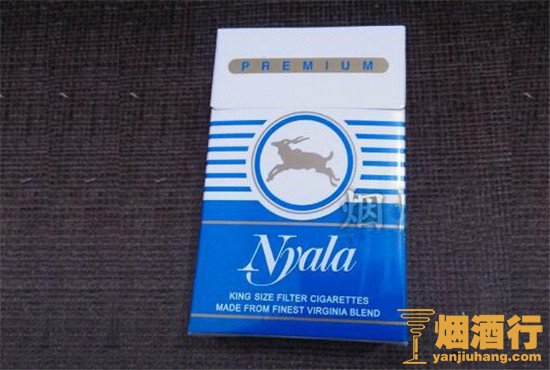 PREMIUM
烟
Nyala
KING SIZE FILTER CIGARETTES
MADE FROM FINEST VIRGINIA BLEND
烟酒行
yanjiuhang.com